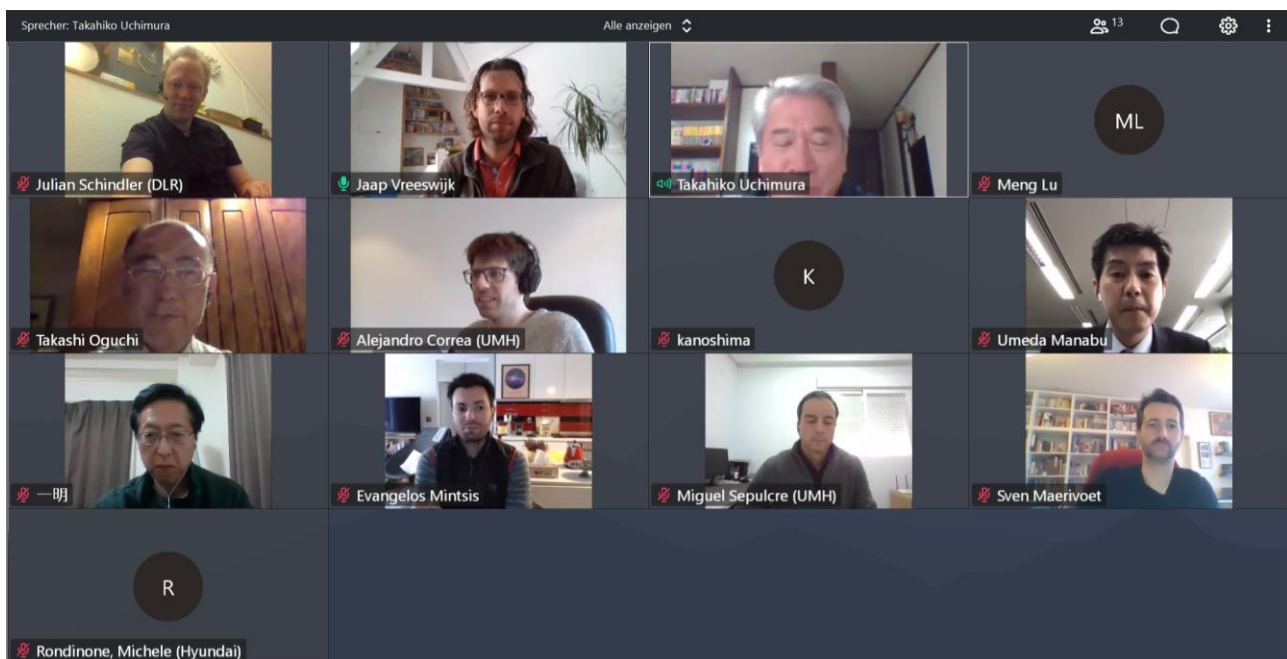 Sprecher: Takahiko Uchimura
Alle anzeigen
13
Julian Schindler (DLR)
Jaap Vreeswijk
Takahiko Uchimura
ML
Meng Lu
Takashi Oguchi
Alejandro Correa (UMH)
K
kanoshima
Umeda Manabu
一明
Evangelos Mintsis
Miguel Sepulcre (UMH)
Sven Maerivoet
R
Rondinone, Michele (Hyundai)